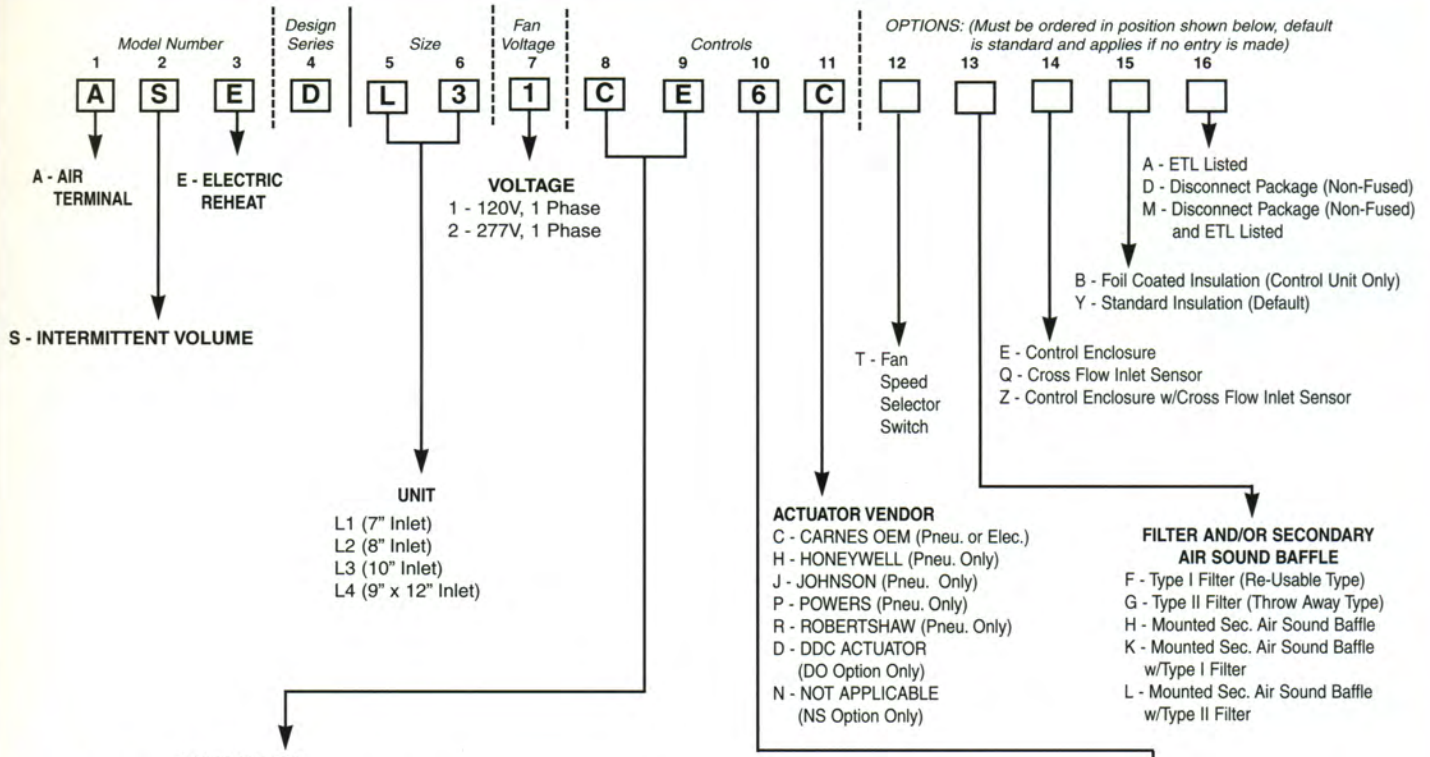 Model Number
Design
Series
Size
Fan
Voltage
Controls
OPTIONS: (Must be ordered in position shown below, default
is standard and applies if no entry is made)
1 2 3 4 5 6 7 8 9 10 11 12 13 14 15 16
A S E D L 3 1 C E 6 C
A - AIR
TERMINAL
E - ELECTRIC
REHEAT
VOLTAGE
1 - 120V, 1 Phase
2 - 277V, 1 Phase
A - ETL Listed
D - Disconnect Package (Non-Fused)
M - Disconnect Package (Non-Fused)
and ETL Listed
B - Foil Coated Insulation (Control Unit Only)
Y - Standard Insulation (Default)
S - INTERMITTENT VOLUME
T - Fan
Speed
Selector
Switch
E - Control Enclosure
Q - Cross Flow Inlet Sensor
Z - Control Enclosure w/Cross Flow Inlet Sensor
UNIT
L1 (7" Inlet)
L2 (8" Inlet)
L3 (10" Inlet)
L4 (9" x 12" Inlet)
ACTUATOR VENDOR
C - CARNES OEM (Pneu. or Elec.)
H - HONEYWELL (Pneu. Only)
J - JOHNSON (Pneu. Only)
P - POWERS (Pneu. Only)
R - ROBERTSHAW (Pneu. Only)
D - DDC ACTUATOR
(DO Option Only)
N - NOT APPLICABLE
(NS Option Only)
FILTER AND/OR SECONDARY
AIR SOUND BAFFLE
F - Type I Filter (Re-Usable Type)
G - Type II Filter (Throw Away Type)
H - Mounted Sec. Air Sound Baffle
K - Mounted Sec. Air Sound Baffle
w/Type I Filter
L - Mounted Sec. Air Sound Baffle
w/Type II Filter